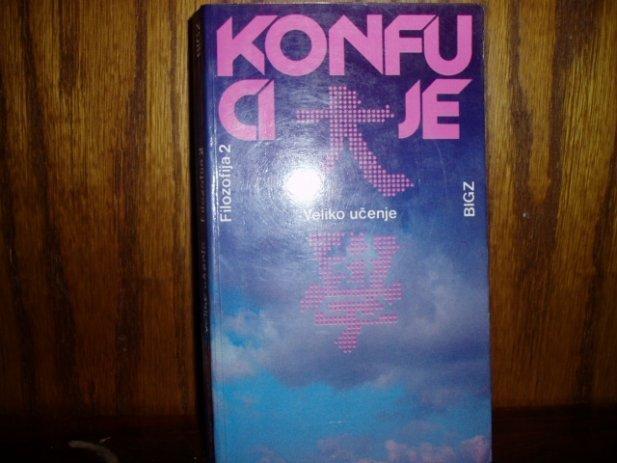 KONFU
CI JE
大
Filozofija 2
Veliko učenje
BIGZ
學